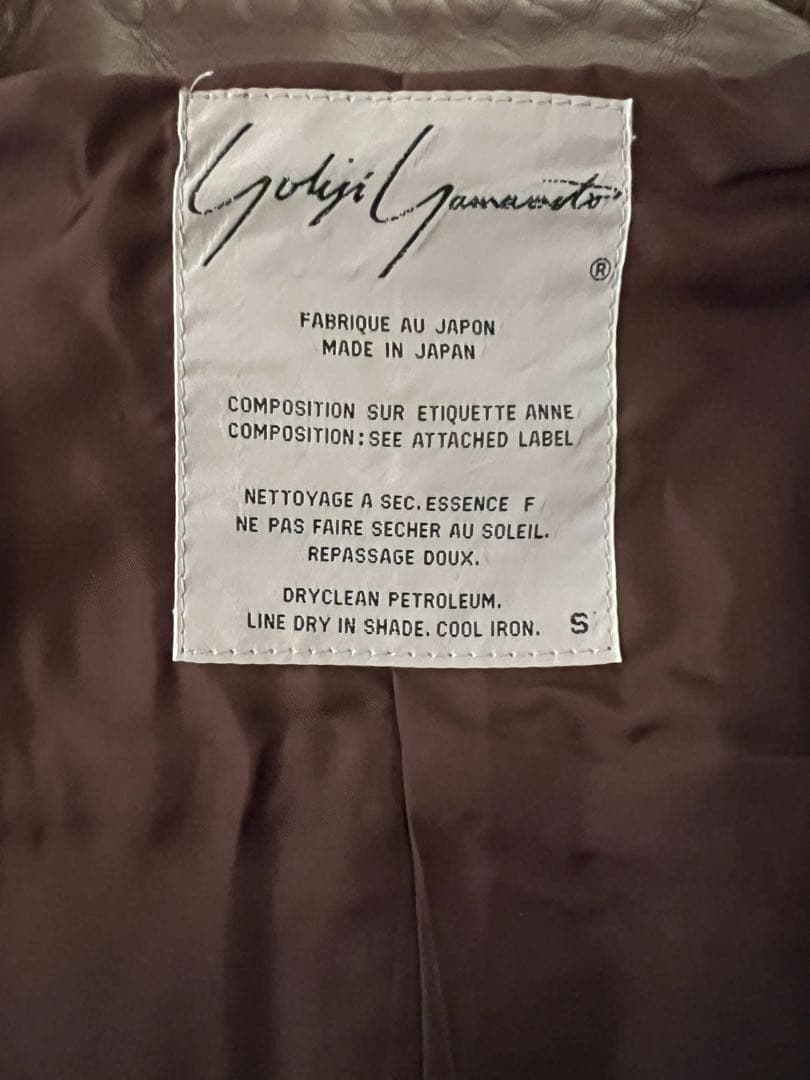 Yohji Yamamoto
®
FABRIQUE AU JAPON
MADE IN JAPAN
COMPOSITION SUR ETIQUETTE ANNE
COMPOSITION:SEE ATTACHED LABEL
NETTOYAGE A SEC.ESSENCE F
NE PAS FAIRE SECHER AU SOLEIL.
REPASSAGE DOUX.
DRYCLEAN PETROLEUM.
LINE DRY IN SHADE. COOL IRON. S